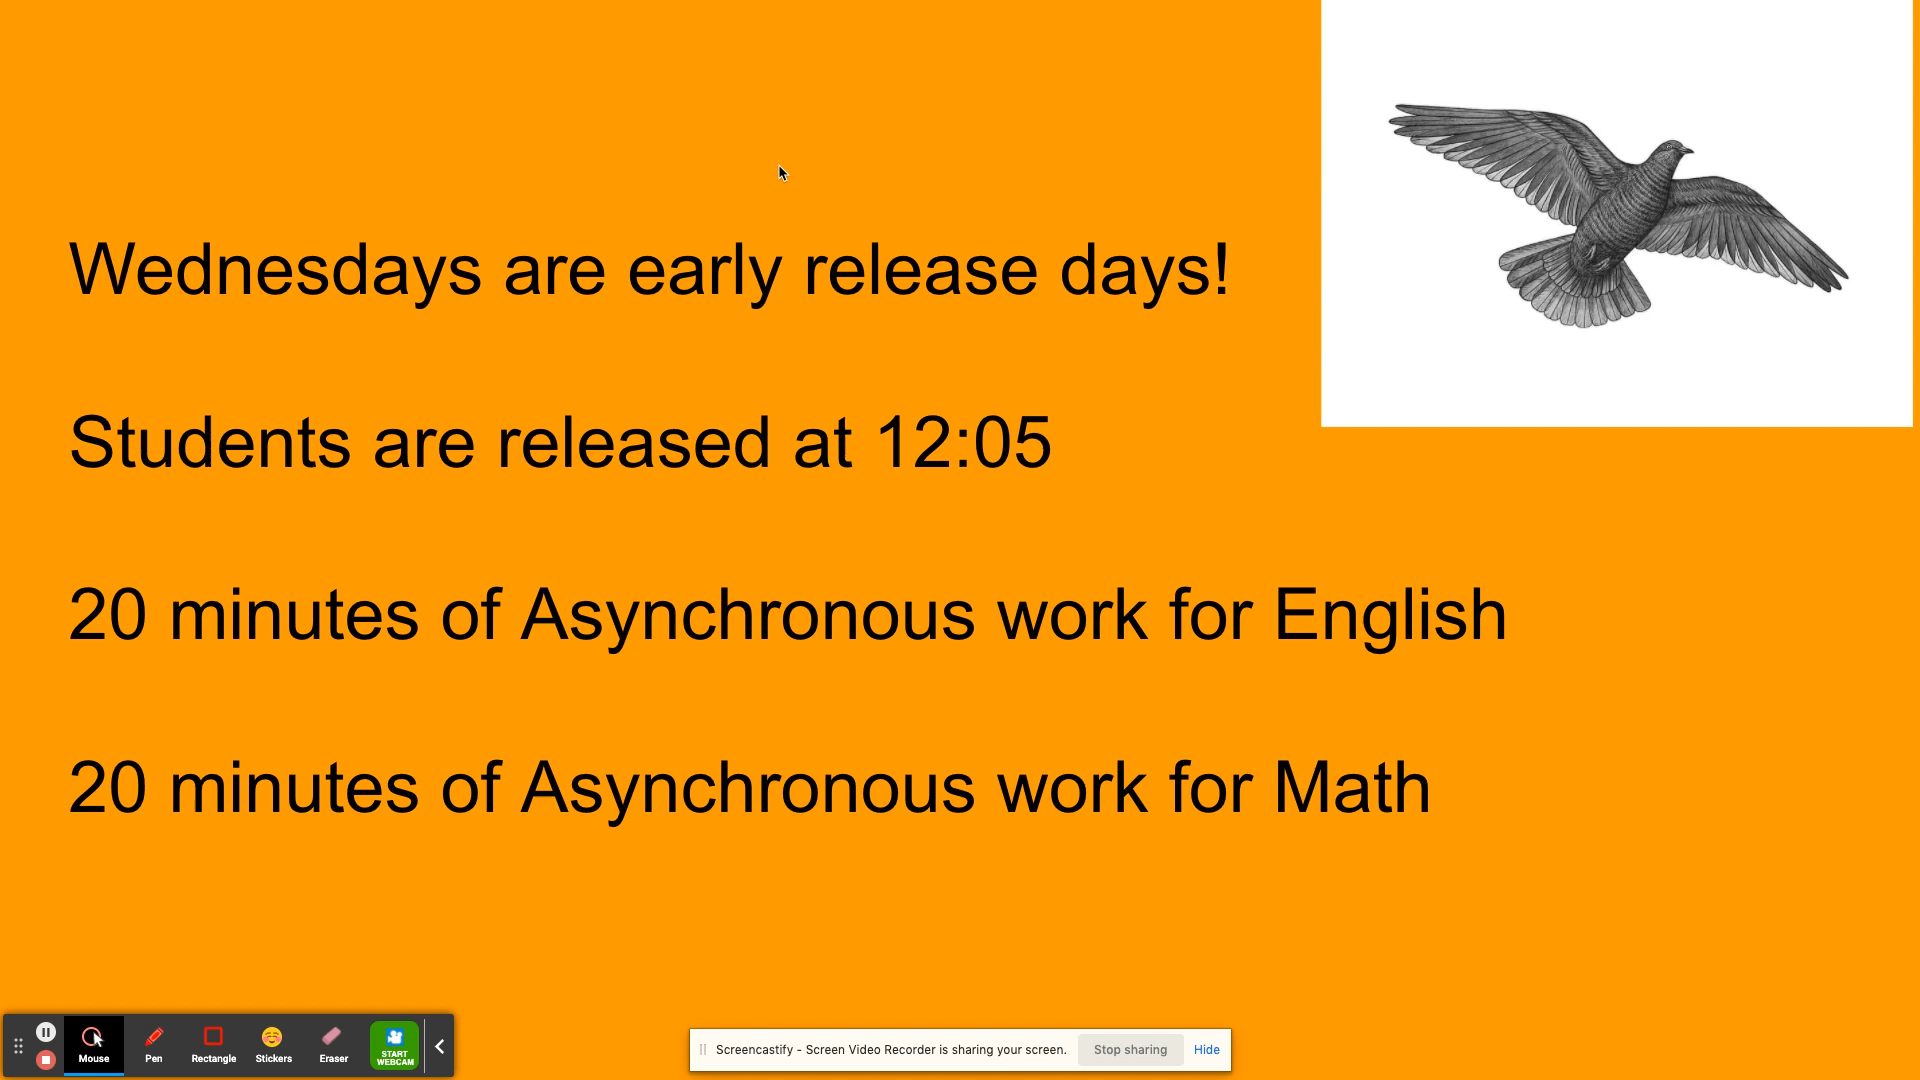 Wednesdays are early release days!
Students are released at 12:05
20 minutes of Asynchronous work for English
20 minutes of Asynchronous work for Math
Mouse
Pen
Rectangle
Stickers
Eraser
START
WEBCAM
Screencastify - Screen Video Recorder is sharing your screen.
Stop sharing
Hide